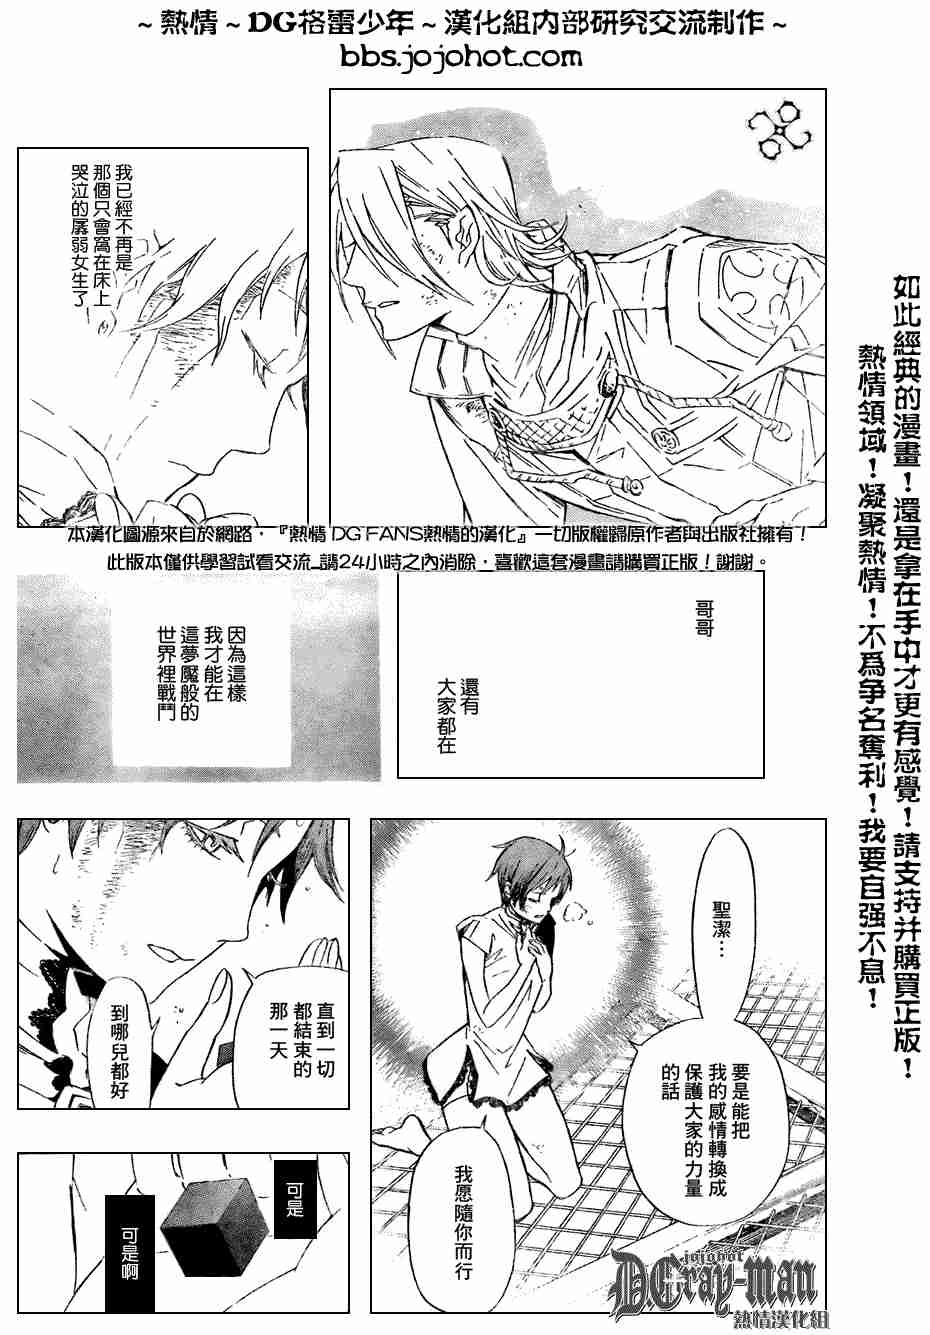 ~熱情~DG格雷少年~漢化組內部研究交流制作~
bbs.jojohot.com
我已經不再是
那個只會窩在床上
哭泣的孱弱女生了
本漢化圖源來自於網路，『熱情 DG FANS熱情的漢化』一切版權歸原作者與出版社擁有！
此版本僅供學習試看交流_請24小時之內消除，喜歡這套漫畫請購買正版！謝謝。
哥哥
還有
大家都在
因為這樣
我才能在
這夢魘般的
世界裡戰鬥
聖潔…
要是能把
我的感情轉換成
保護大家的力量
的話
我愿隨你而行
直到一切
都結束的
那一天
到哪兒都好
可是
可是啊
如此經典的漫畫！還是拿在手中才更有感覺！請支持并購買正版！
熱情領域！凝聚熱情！不爲爭名奪利！我要自强不息！
jojohot
D.Gray-man
熱情漢化組